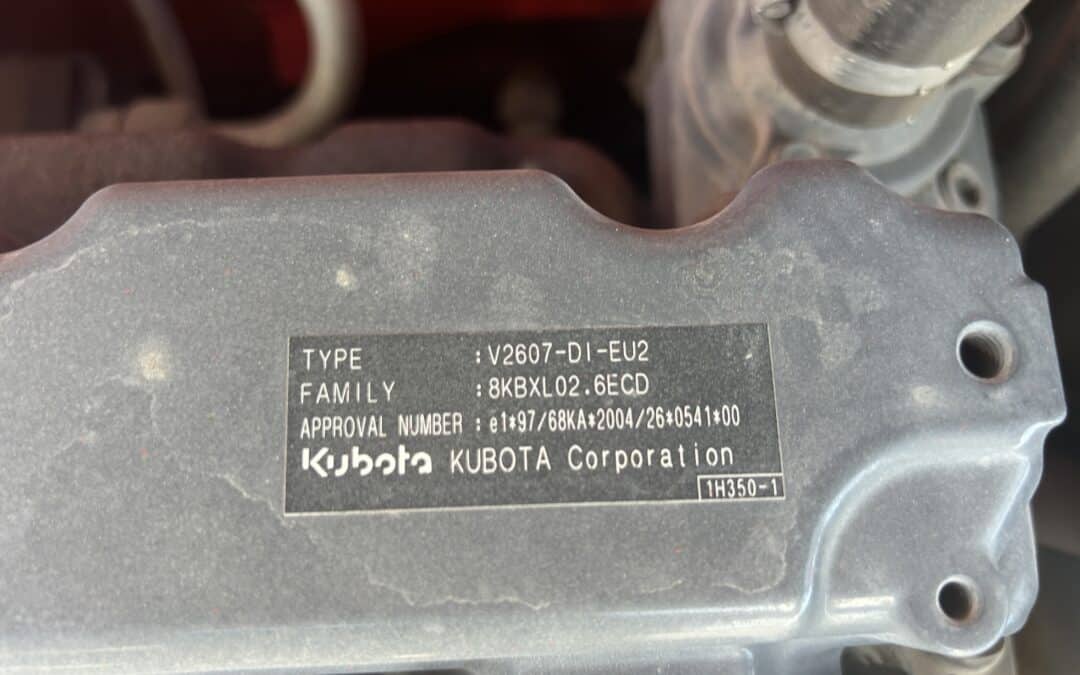 TYPE : V2607-DI-EU2
FAMILY : 8KBXL02.6ECD
APPROVAL NUMBER : e1*97/68KA*2004/26*0541*00
Kubota KUBOTA Corporation
1H350-1